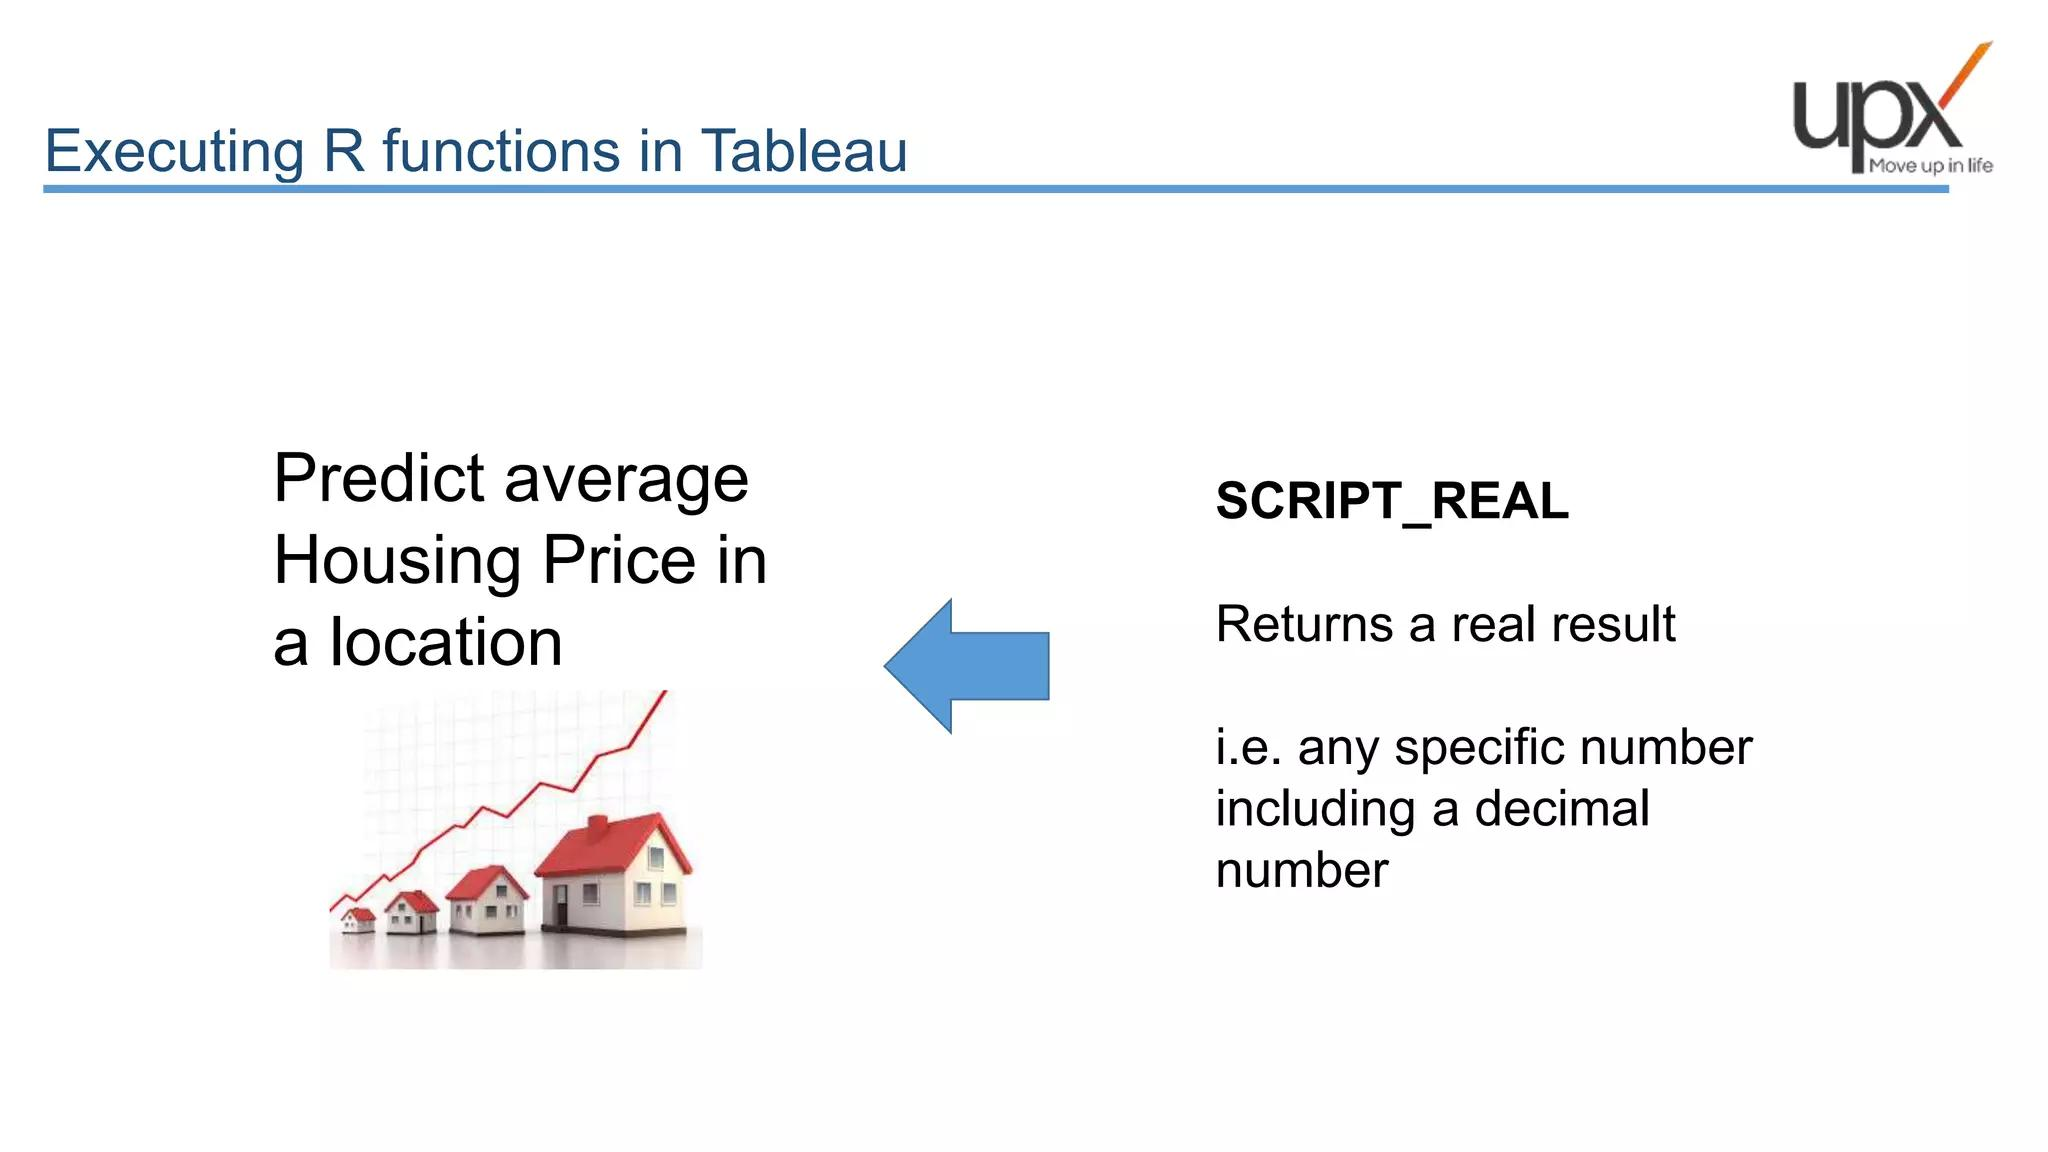 upx
Move up in life
Executing R functions in Tableau
Predict average
Housing Price in
a location
SCRIPT_REAL
Returns a real result
i.e. any specific number
including a decimal
number